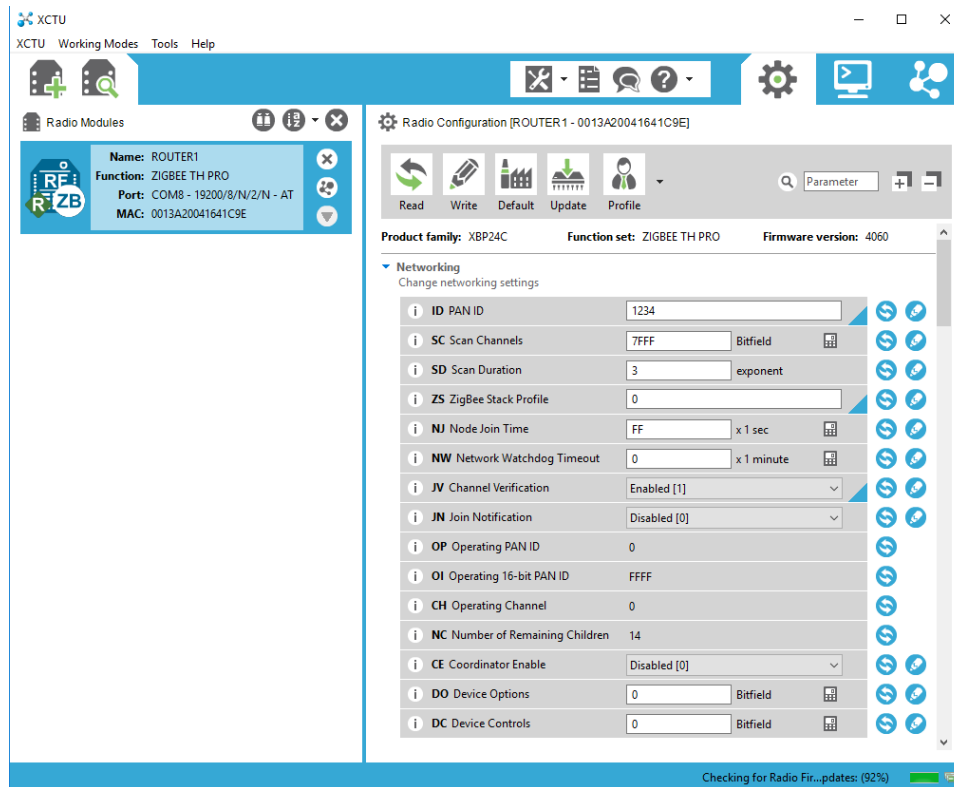 XCTU
XCTU Working Modes Tools Help
Radio Modules
Radio Configuration [ROUTER1 - 0013A20041641C9E]
Name: ROUTER1
Function: ZIGBEE TH PRO
Port: COM8 - 19200/8/N/2/N - AT
MAC: 0013A20041641C9E
RF
R ZB
Read Write Default Update Profile
Parameter
Product family: XBP24C Function set: ZIGBEE TH PRO Firmware version: 4060
Networking
Change networking settings
i ID PAN ID 1234
i SC Scan Channels 7FFF Bitfield
i SD Scan Duration 3 exponent
i ZS ZigBee Stack Profile 0
i NJ Node Join Time FF x 1 sec
i NW Network Watchdog Timeout 0 x 1 minute
i JV Channel Verification Enabled [1]
i JN Join Notification Disabled [0]
i OP Operating PAN ID 0
i OI Operating 16-bit PAN ID FFFF
i CH Operating Channel 0
i NC Number of Remaining Children 14
i CE Coordinator Enable Disabled [0]
i DO Device Options 0 Bitfield
i DC Device Controls 0 Bitfield
Checking for Radio Fir...pdates: (92%)